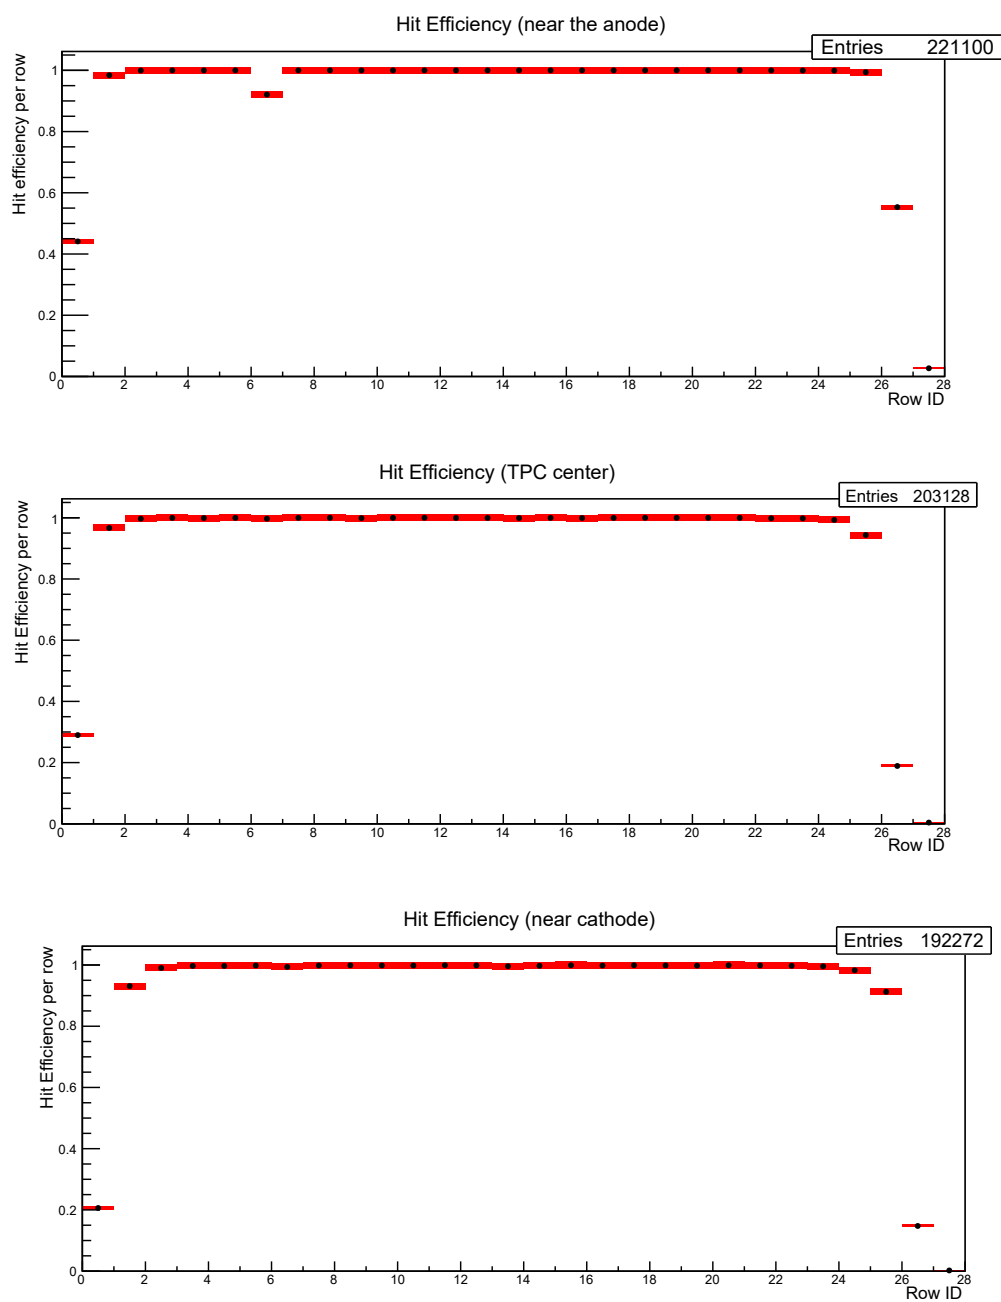 Hit Efficiency (near the anode)
Entries 221100
Hit efficiency per row
1
0.8
0.6
0.4
0.2
0
0 2 4 6 8 10 12 14 16 18 20 22 24 26 28
Row ID
Hit Efficiency (TPC center)
Entries 203128
Hit Efficiency per row
1
0.8
0.6
0.4
0.2
0
0 2 4 6 8 10 12 14 16 18 20 22 24 26 28
Row ID
Hit Efficiency (near cathode)
Entries 192272
Hit Efficiency per row
1
0.8
0.6
0.4
0.2
0
0 2 4 6 8 10 12 14 16 18 20 22 24 26 28
Row ID